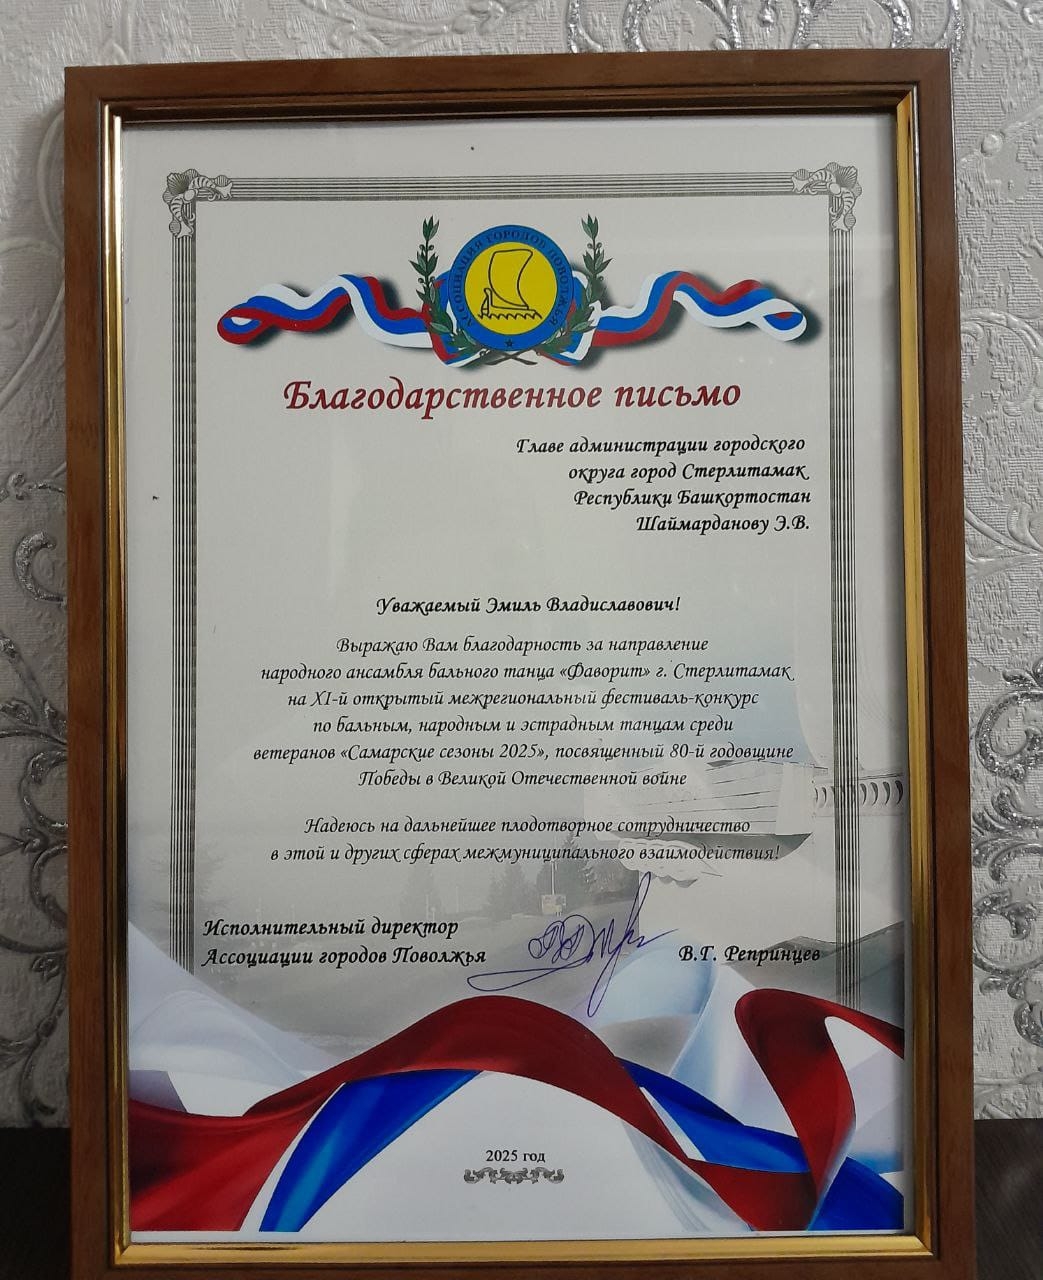 АССОЦИАЦИЯ ГОРОДОВ ПОВОЛЖЬЯ
Благодарственное письмо
Главе администрации городского
округа город Стерлитамак
Республики Башкортостан
Шаймарданову Э.В.
Уважаемый Эмиль Владиславович!
Выражаю Вам благодарность за направление
народного ансамбля бального танца «Фаворит» г. Стерлитамак
на XI-й открытый межрегиональный фестиваль-конкурс
по бальным, народным и эстрадным танцам среди
ветеранов «Самарские сезоны 2025», посвященный 80-й годовщине
Победы в Великой Отечественной войне
Надеюсь на дальнейшее плодотворное сотрудничество
в этой и других сферах межмуниципального взаимодействия!
Исполнительный директор
Ассоциации городов Поволжья
В.Г. Репринцев
2025 год